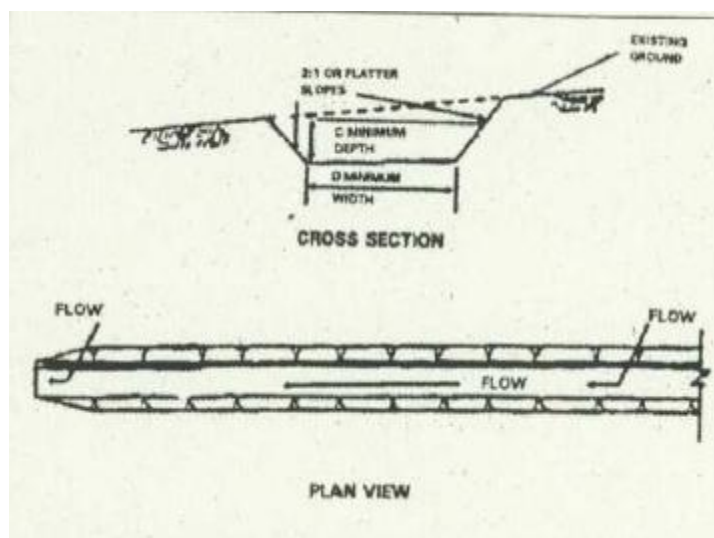 EXISTING
GROUND
2:1 OR FLATTER
SLOPES
C MINIMUM
DEPTH
D MINIMUM
WIDTH
CROSS SECTION
FLOW
FLOW
FLOW
PLAN VIEW